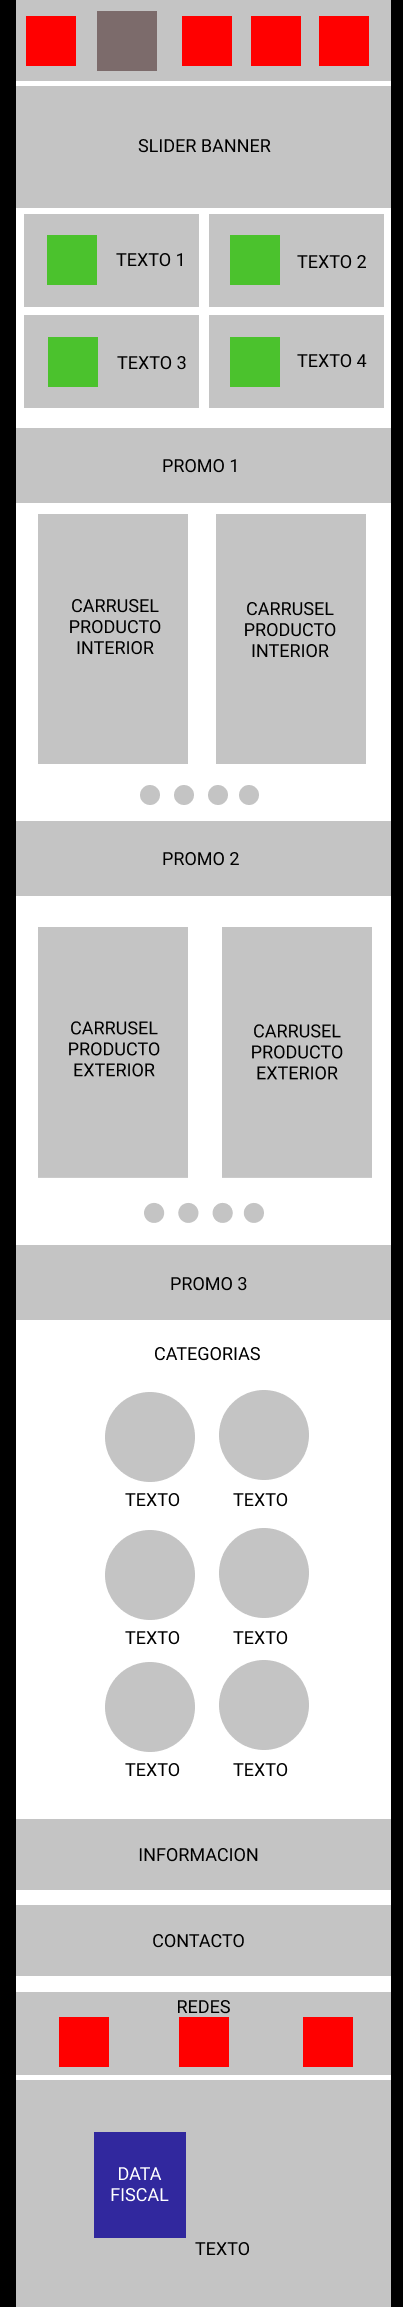 SLIDER BANNER
TEXTO 1
TEXTO 2
TEXTO 3
TEXTO 4
PROMO 1
CARRUSEL
PRODUCTO
INTERIOR
CARRUSEL
PRODUCTO
INTERIOR
PROMO 2
CARRUSEL
PRODUCTO
EXTERIOR
CARRUSEL
PRODUCTO
EXTERIOR
PROMO 3
CATEGORIAS
TEXTO
TEXTO
TEXTO
TEXTO
TEXTO
TEXTO
INFORMACION
CONTACTO
REDES
DATA
FISCAL
TEXTO